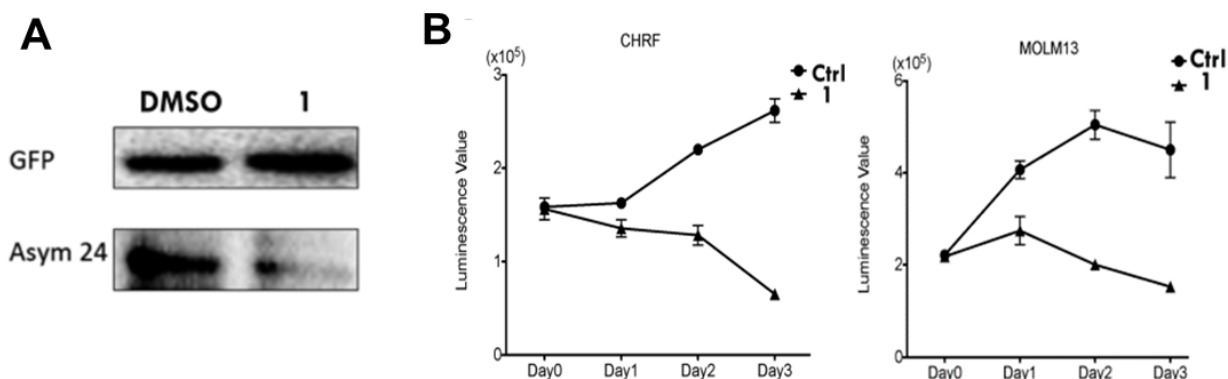 A
DMSO 1
GFP
Asym 24
B
CHRF
(x10⁵)
Ctrl
1
3
2
1
0
Luminescence Value
Day0 Day1 Day2 Day3
MOLM13
(x10⁵)
Ctrl
1
6
4
2
0
Luminescence Value
Day0 Day1 Day2 Day3